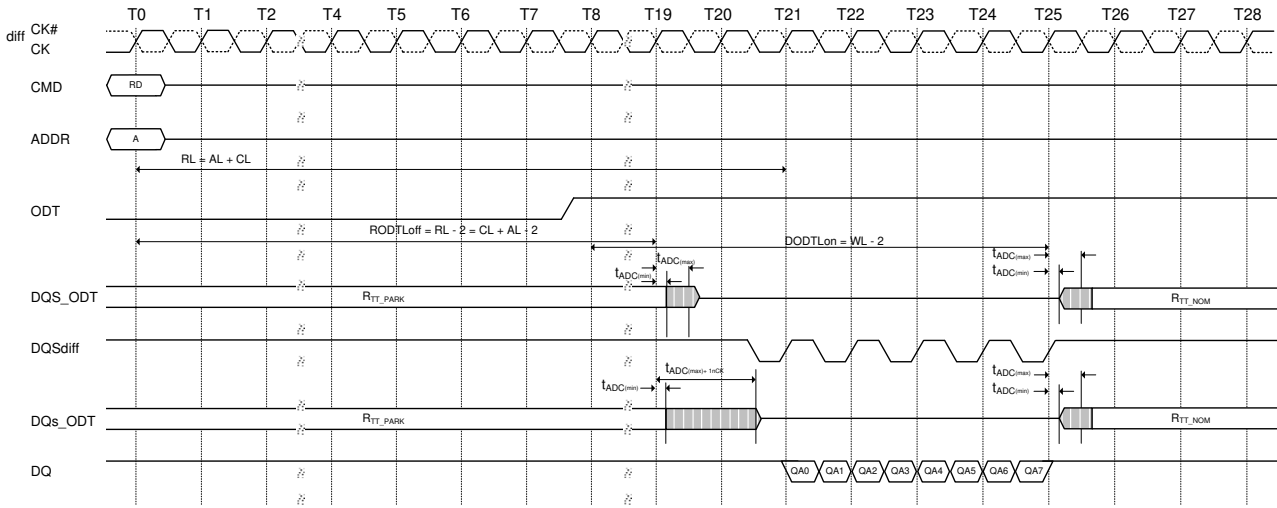 T0 T1 T2 T4 T5 T6 T7 T8 T19 T20 T21 T22 T23 T24 T25 T26 T27 T28
diff CK#
CK
CMD RD
ADDR A
RL = AL + CL
ODT
RODTLoff = RL - 2 = CL + AL - 2
DODTLon = WL - 2
tADC(max) tADC(max)
tADC(min) tADC(min)
DQS_ODT RTT_PARK RTT_NOM
DQSdiff
tADC(max)+ 1nCK tADC(max)
tADC(min) tADC(min)
DQs_ODT RTT_PARK RTT_NOM
DQ QA0 QA1 QA2 QA3 QA4 QA5 QA6 QA7